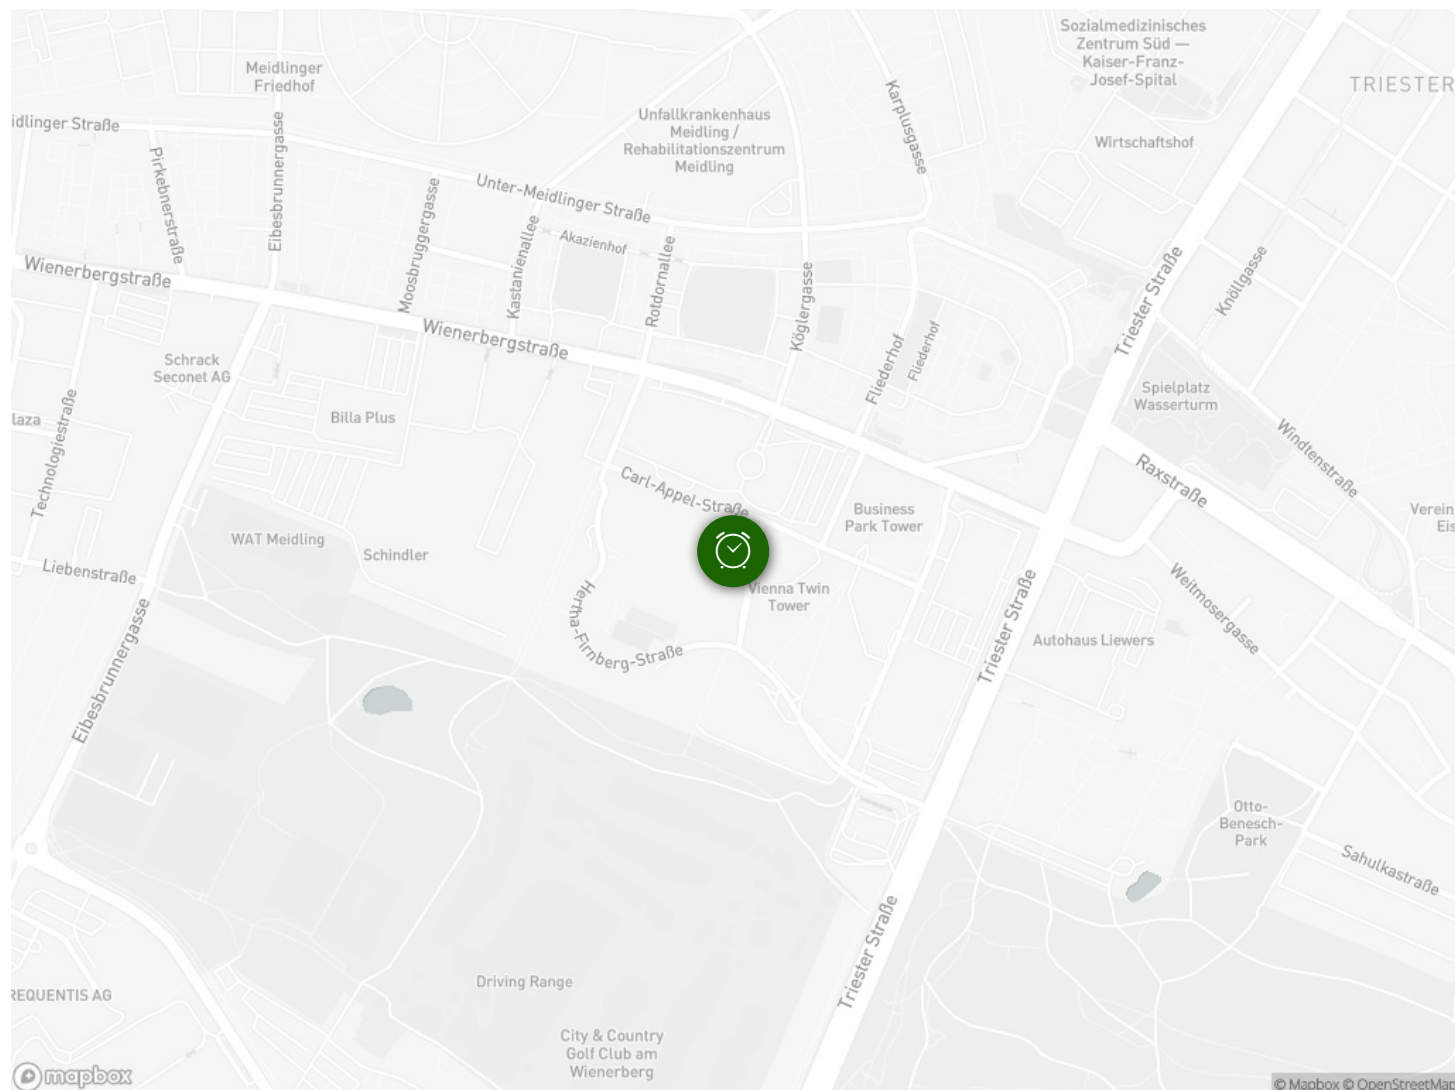 Sozialmedizinisches
Zentrum Süd —
Kaiser-Franz-
Josef-Spital
TRIESTER
Meidlinger
Friedhof
Karplusgasse
Unfallkrankenhaus
Meidling /
Rehabilitationszentrum
Meidling
idlinger Straße
Wirtschaftshof
Pirkebnerstraße
Eibesbrunnergasse
Moosbruggergasse
Unter-Meidlinger Straße
Kastanienallee
Akazienhof
Rotdornallee
Köglergasse
Triester Straße
Knöllgasse
Wienerbergstraße
Wienerbergstraße
Fliederhof
Fliederhof
Schrack
Seconet AG
Spielplatz
Wasserturm
Billa Plus
laza
Technologiestraße
Windtenstraße
Raxstraße
Carl-Appel-Straße
Business
Park Tower
Verein
Eis
WAT Meidling
Schindler
Liebenstraße
Vienna Twin
Tower
Hertha-Firnberg-Straße
Weitmosergasse
Triester Straße
Autohaus Liewers
Eibesbrunnergasse
Otto-
Benesch-
Park
Sahulkastraße
Triester Straße
Driving Range
REQUENTIS AG
City & Country
Golf Club am
Wienerberg
mapbox
© Mapbox © OpenStreetMap